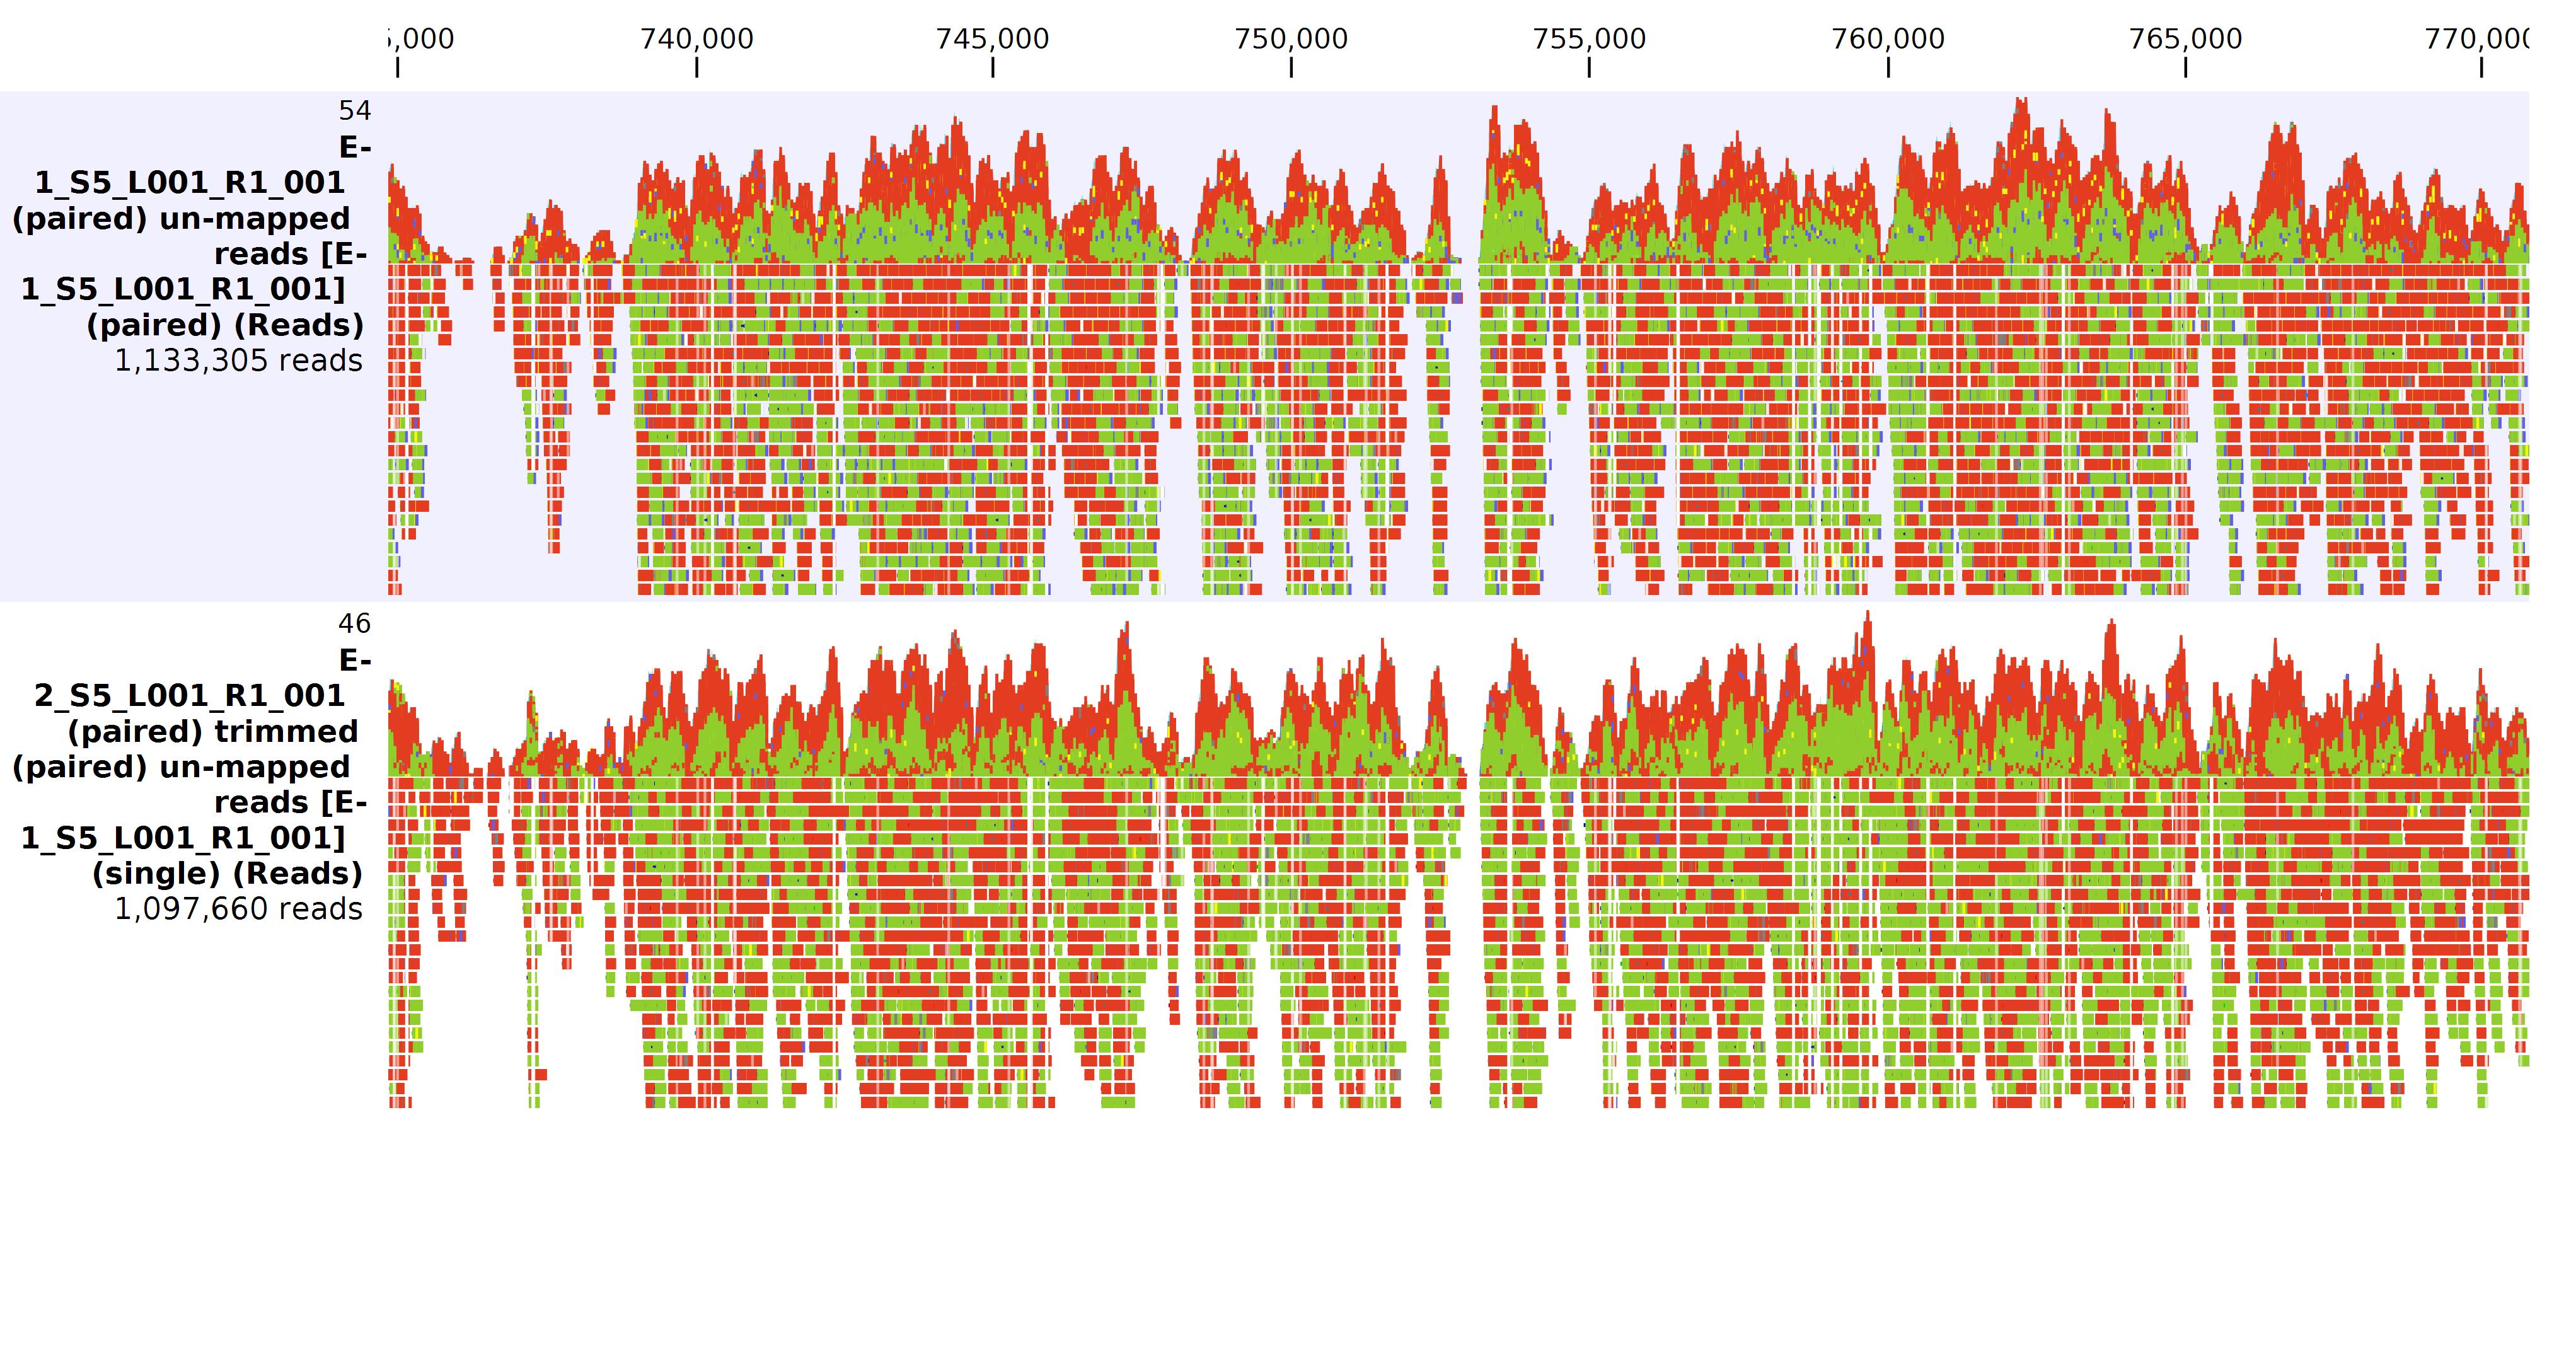 5,000 740,000 745,000 750,000 755,000 760,000 765,000 770,000
54
E-
1_S5_L001_R1_001
(paired) un-mapped
reads [E-
1_S5_L001_R1_001]
(paired) (Reads)
1,133,305 reads
46
E-
2_S5_L001_R1_001
(paired) trimmed
(paired) un-mapped
reads [E-
1_S5_L001_R1_001]
(single) (Reads)
1,097,660 reads